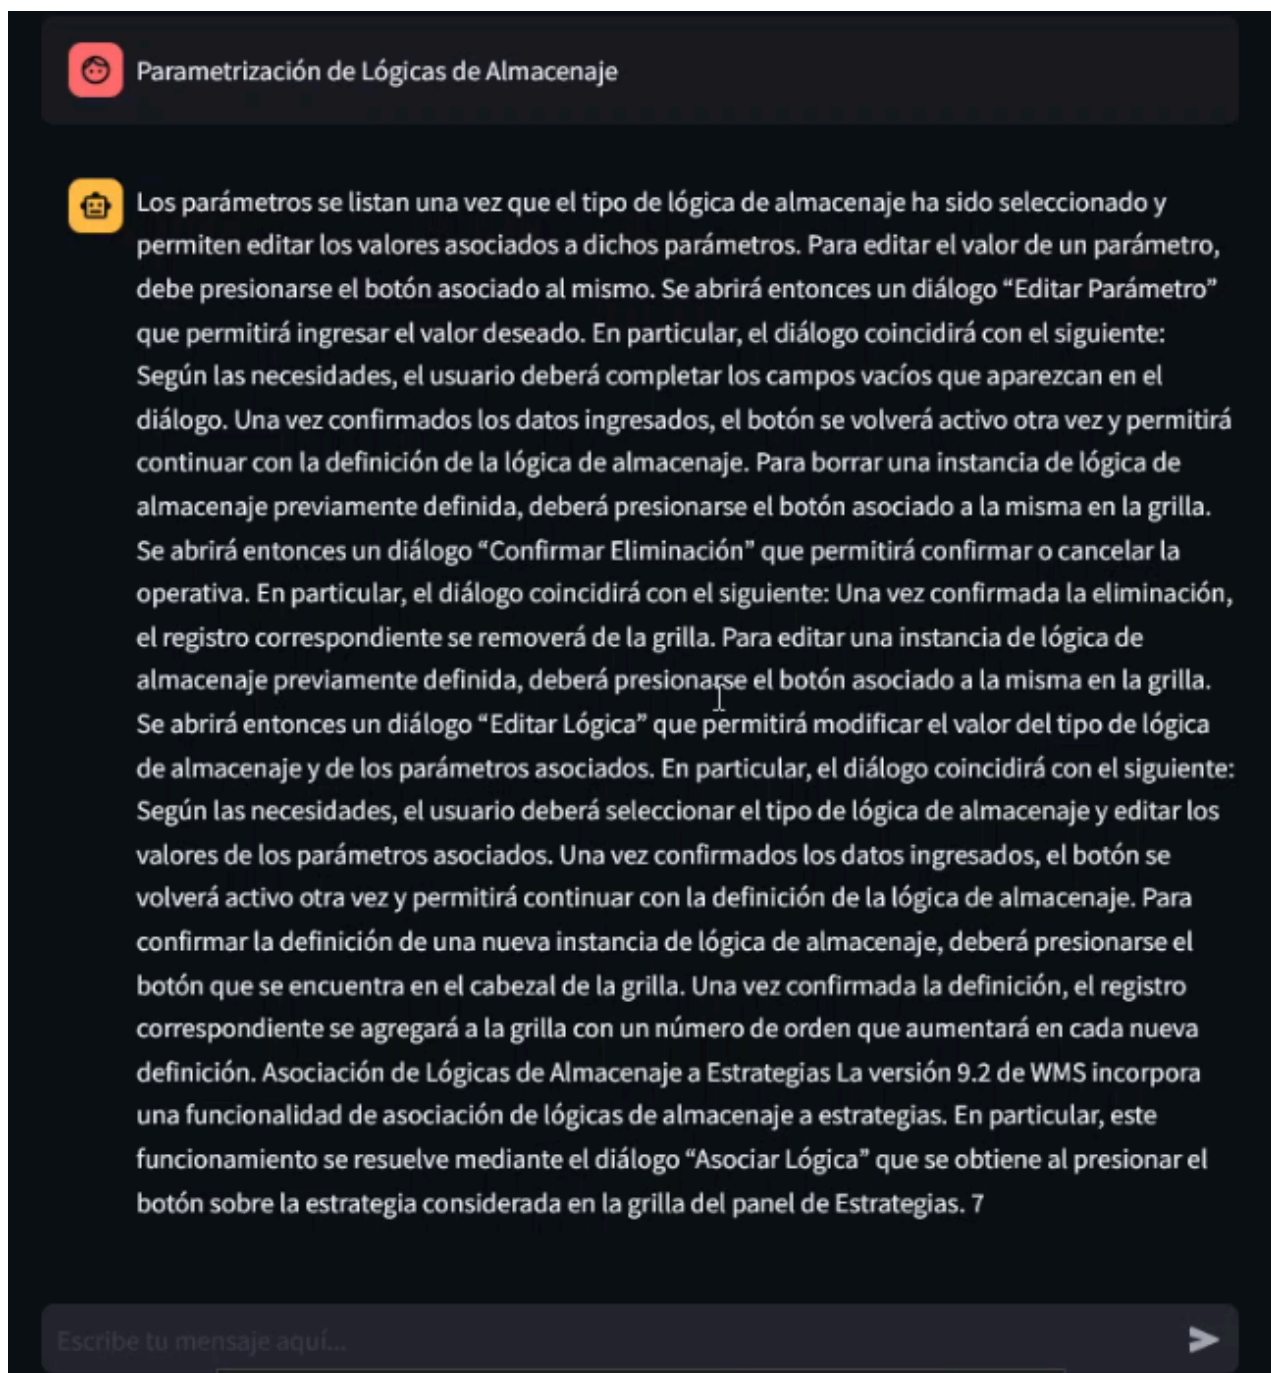 Parametrización de Lógicas de Almacenaje
Los parámetros se listan una vez que el tipo de lógica de almacenaje ha sido seleccionado y
permiten editar los valores asociados a dichos parámetros. Para editar el valor de un parámetro,
debe presionarse el botón asociado al mismo. Se abrirá entonces un diálogo “Editar Parámetro”
que permitirá ingresar el valor deseado. En particular, el diálogo coincidirá con el siguiente:
Según las necesidades, el usuario deberá completar los campos vacíos que aparezcan en el
diálogo. Una vez confirmados los datos ingresados, el botón se volverá activo otra vez y permitirá
continuar con la definición de la lógica de almacenaje. Para borrar una instancia de lógica de
almacenaje previamente definida, deberá presionarse el botón asociado a la misma en la grilla.
Se abrirá entonces un diálogo “Confirmar Eliminación” que permitirá confirmar o cancelar la
operativa. En particular, el diálogo coincidirá con el siguiente: Una vez confirmada la eliminación,
el registro correspondiente se removerá de la grilla. Para editar una instancia de lógica de
almacenaje previamente definida, deberá presionarse el botón asociado a la misma en la grilla.
Se abrirá entonces un diálogo “Editar Lógica” que permitirá modificar el valor del tipo de lógica
de almacenaje y de los parámetros asociados. En particular, el diálogo coincidirá con el siguiente:
Según las necesidades, el usuario deberá seleccionar el tipo de lógica de almacenaje y editar los
valores de los parámetros asociados. Una vez confirmados los datos ingresados, el botón se
volverá activo otra vez y permitirá continuar con la definición de la lógica de almacenaje. Para
confirmar la definición de una nueva instancia de lógica de almacenaje, deberá presionarse el
botón que se encuentra en el cabezal de la grilla. Una vez confirmada la definición, el registro
correspondiente se agregará a la grilla con un número de orden que aumentará en cada nueva
definición. Asociación de Lógicas de Almacenaje a Estrategias La versión 9.2 de WMS incorpora
una funcionalidad de asociación de lógicas de almacenaje a estrategias. En particular, este
funcionamiento se resuelve mediante el diálogo “Asociar Lógica” que se obtiene al presionar el
botón sobre la estrategia considerada en la grilla del panel de Estrategias. 7
Escribe tu mensaje aquí...